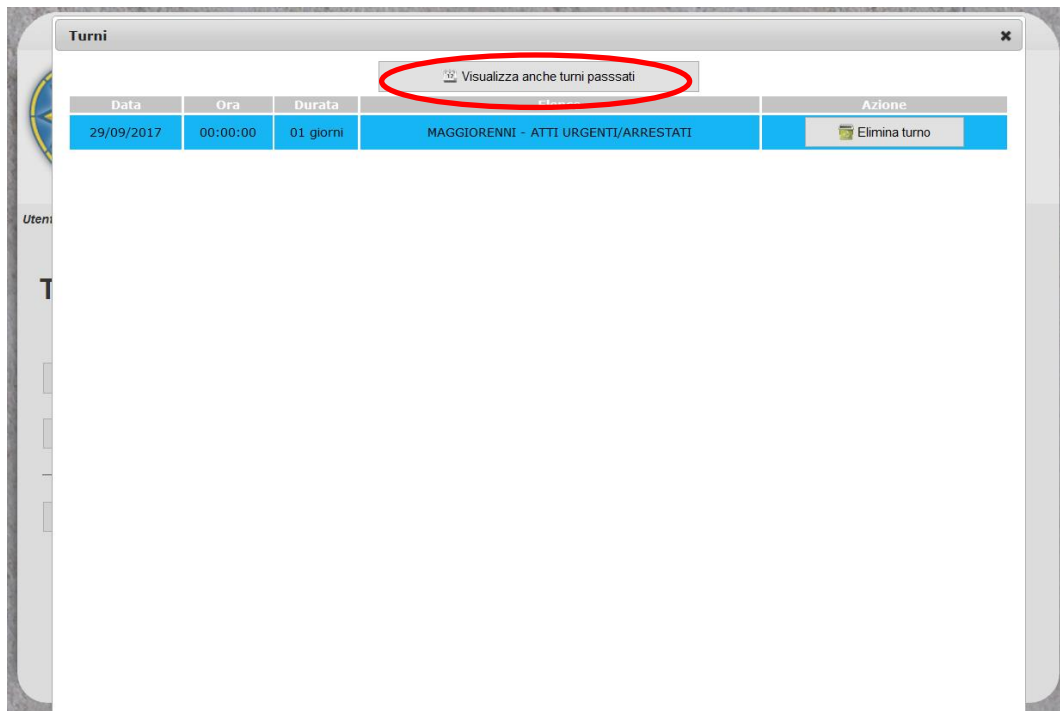 Turni
Visualizza anche turni passsati
Data Ora Durata Elenco Azione
29/09/2017 00:00:00 01 giorni MAGGIORENNI - ATTI URGENTI/ARRESTATI Elimina turno